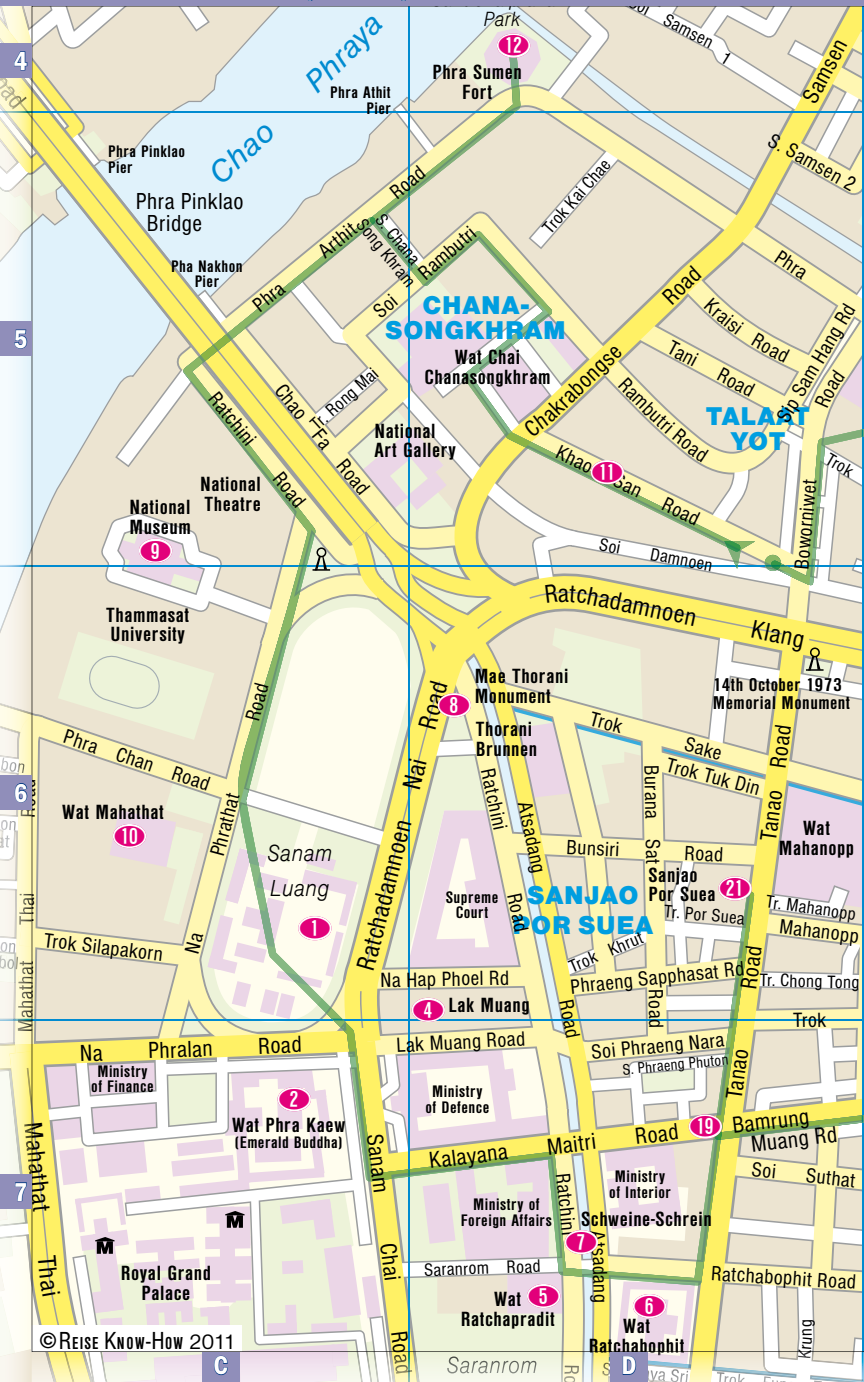 Park
Samsen 1
4
12
Phraya
Phra Sumen
Fort
Samsen
Phra Athit
Pier
Chao
S. Samsen 2
Phra Pinklao
Pier
Phra Pinklao
Bridge
Trok Kai Chae
Phra Arthit Road
S. Chana
Song Khram
Soi Rambutri
Pha Nakhon
Pier
Phra
Road
Kraisi Road
Sip Sam Hang Rd
5
CHANA-
SONGKHRAM
Wat Chai
Chanasongkhram
Tani Road
Chakrabongse
Rambutri Road
TALAAT
YOT
Road
T. Rong Mai
Chao Fa Road
Ratchini Road
National
Art Gallery
Khao San Road
11
Trok
Boworniwet
National
Theatre
National
Museum
9
Soi Damnoen
Thammasat
University
Ratchadamnoen Klang
14th October 1973
Memorial Monument
Mae Thorani
Monument
8
Thorani
Brunnen
Road
Trok Sake
Trok Tuk Din
Tanao Road
Phra Chan Road
6
Nai
Ratchini
Road
Atsadang
Burana Sat
Road
Wat Mahathat
10
Phrathat
Sanam
Luang
1
Ratchadamnoen
Bunsiri Road
Wat
Mahanopp
Sanjao
Por Suea
21
Tr. Por Suea
Supreme
Court
SANJAO
POR SUEA
Tr. Mahanopp
Mahanopp
Thai
Mahathat
Trok Silapakorn
Na
Trok Khrut
Phraeng Sapphasat Rd
Road
Tr. Chong Tong
Na Hap Phoel Rd
4
Lak Muang
Road
Trok
Na Phralan Road
Lak Muang Road
Soi Phraeng Nara
S. Phraeng Phuton
Tanao
Ministry
of Finance
2
Wat Phra Kaew
(Emerald Buddha)
Ministry
of Defence
19
Bamrung
Muang Rd
Kalayana Maitri Road
Mahathat
Thai
7
Sanam
Chai
Road
Soi Suthat
Ministry of
Foreign Affairs
Ratchini
Ministry
of Interior
Schweine-Schrein
7
Atsadang
Royal Grand
Palace
Saranrom Road
Ratchabophit Road
Wat
Ratchapradit
5
6
Wat
Ratchabophit
Krung
© REISE KNOW-HOW 2011
C
Saranrom
D
Trok